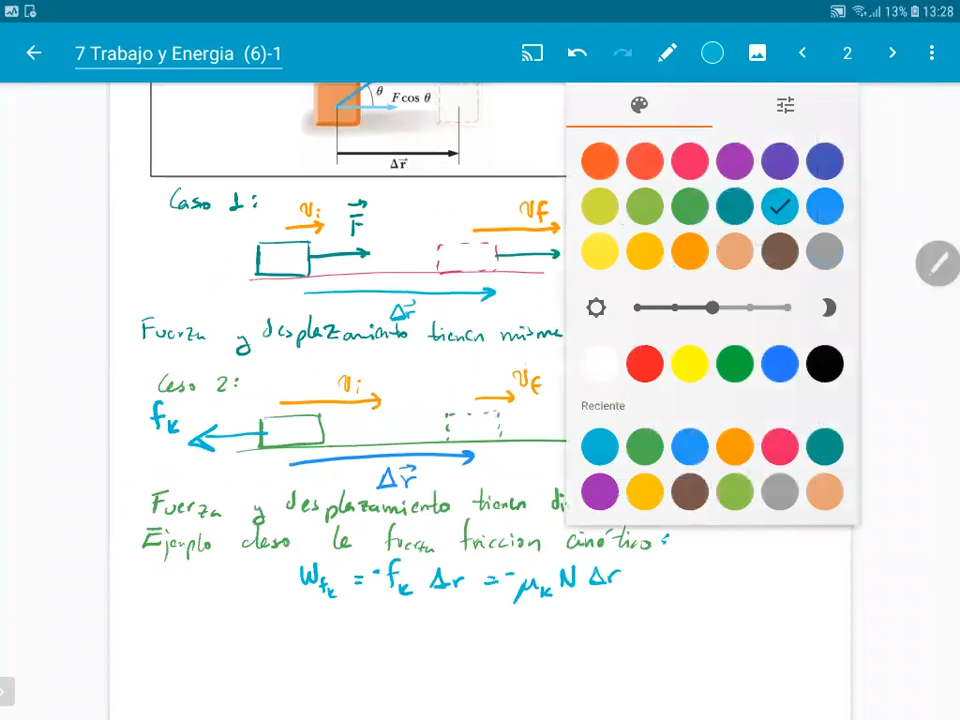 13% 13:28
7 Trabajo y Energia (6)-1
2
θ F cos θ
Δr⃗
Caso 1:
vi
F⃗
vf
Δr⃗
Fuerza y desplazamiento tienen misma
Caso 2:
vi
vf
fk
Δr⃗
Fuerza y desplazamiento tienen di
Ejemplo claso la fuerza friccion cinético:
Wfk = -fk Δr = -μk N Δr
Reciente